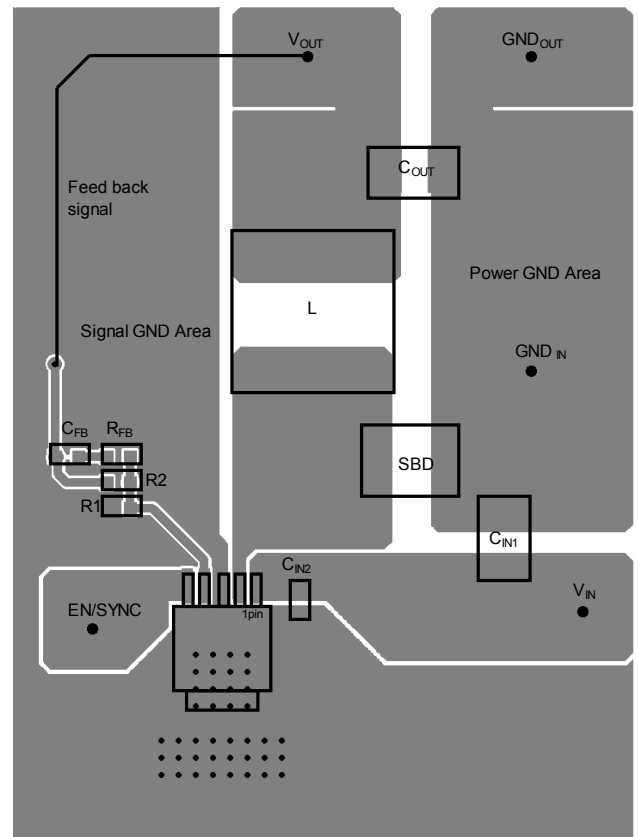 VOUT
GNDOUT
COUT
Feed back
signal
Power GND Area
L
Signal GND Area
GND IN
CFB
RFB
SBD
R2
R1
CIN1
CIN2
EN/SYNC
1pin
VIN